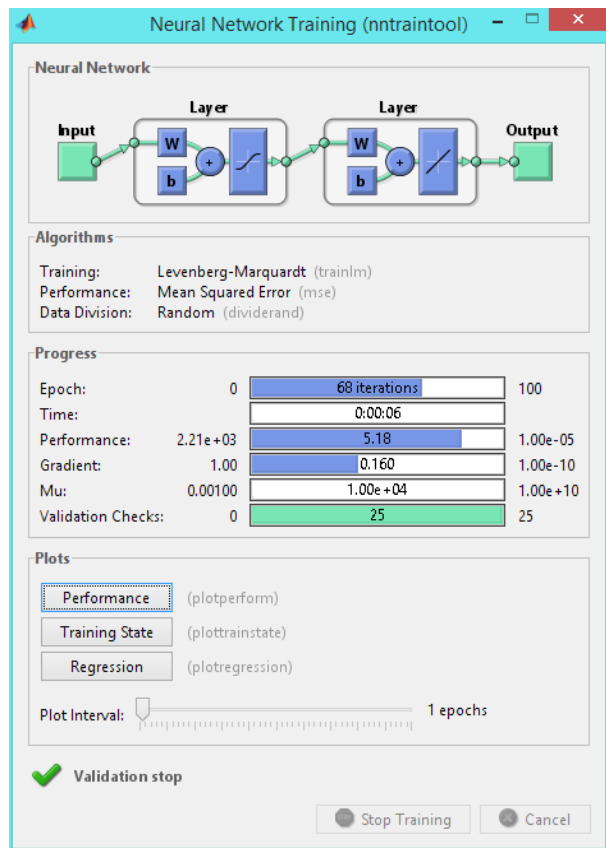 Neural Network Training (nntraintool)
Neural Network
Layer Layer
Input Output
W W
+ +
b b
Algorithms
Training: Levenberg-Marquardt (trainlm)
Performance: Mean Squared Error (mse)
Data Division: Random (dividerand)
Progress
Epoch: 0 68 iterations 100
Time: 0:00:06
Performance: 2.21e+03 5.18 1.00e-05
Gradient: 1.00 0.160 1.00e-10
Mu: 0.00100 1.00e+04 1.00e+10
Validation Checks: 0 25 25
Plots
Performance (plotperform)
Training State (plottrainstate)
Regression (plotregression)
Plot Interval: 1 epochs
Validation stop
Stop Training Cancel